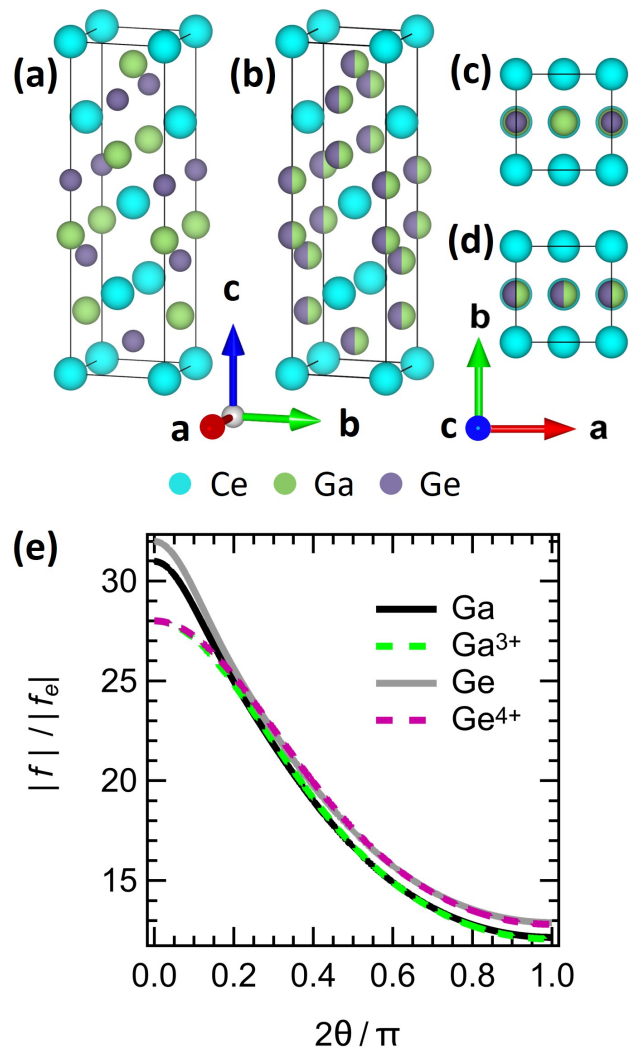 (a)
(b)
(c)
(d)
c
a
b
b
c
a
Ce Ga Ge
(e)
30
25
20
15
|f| / |fₑ|
Ga
Ga³⁺
Ge
Ge⁴⁺
0.0 0.2 0.4 0.6 0.8 1.0
2θ / π